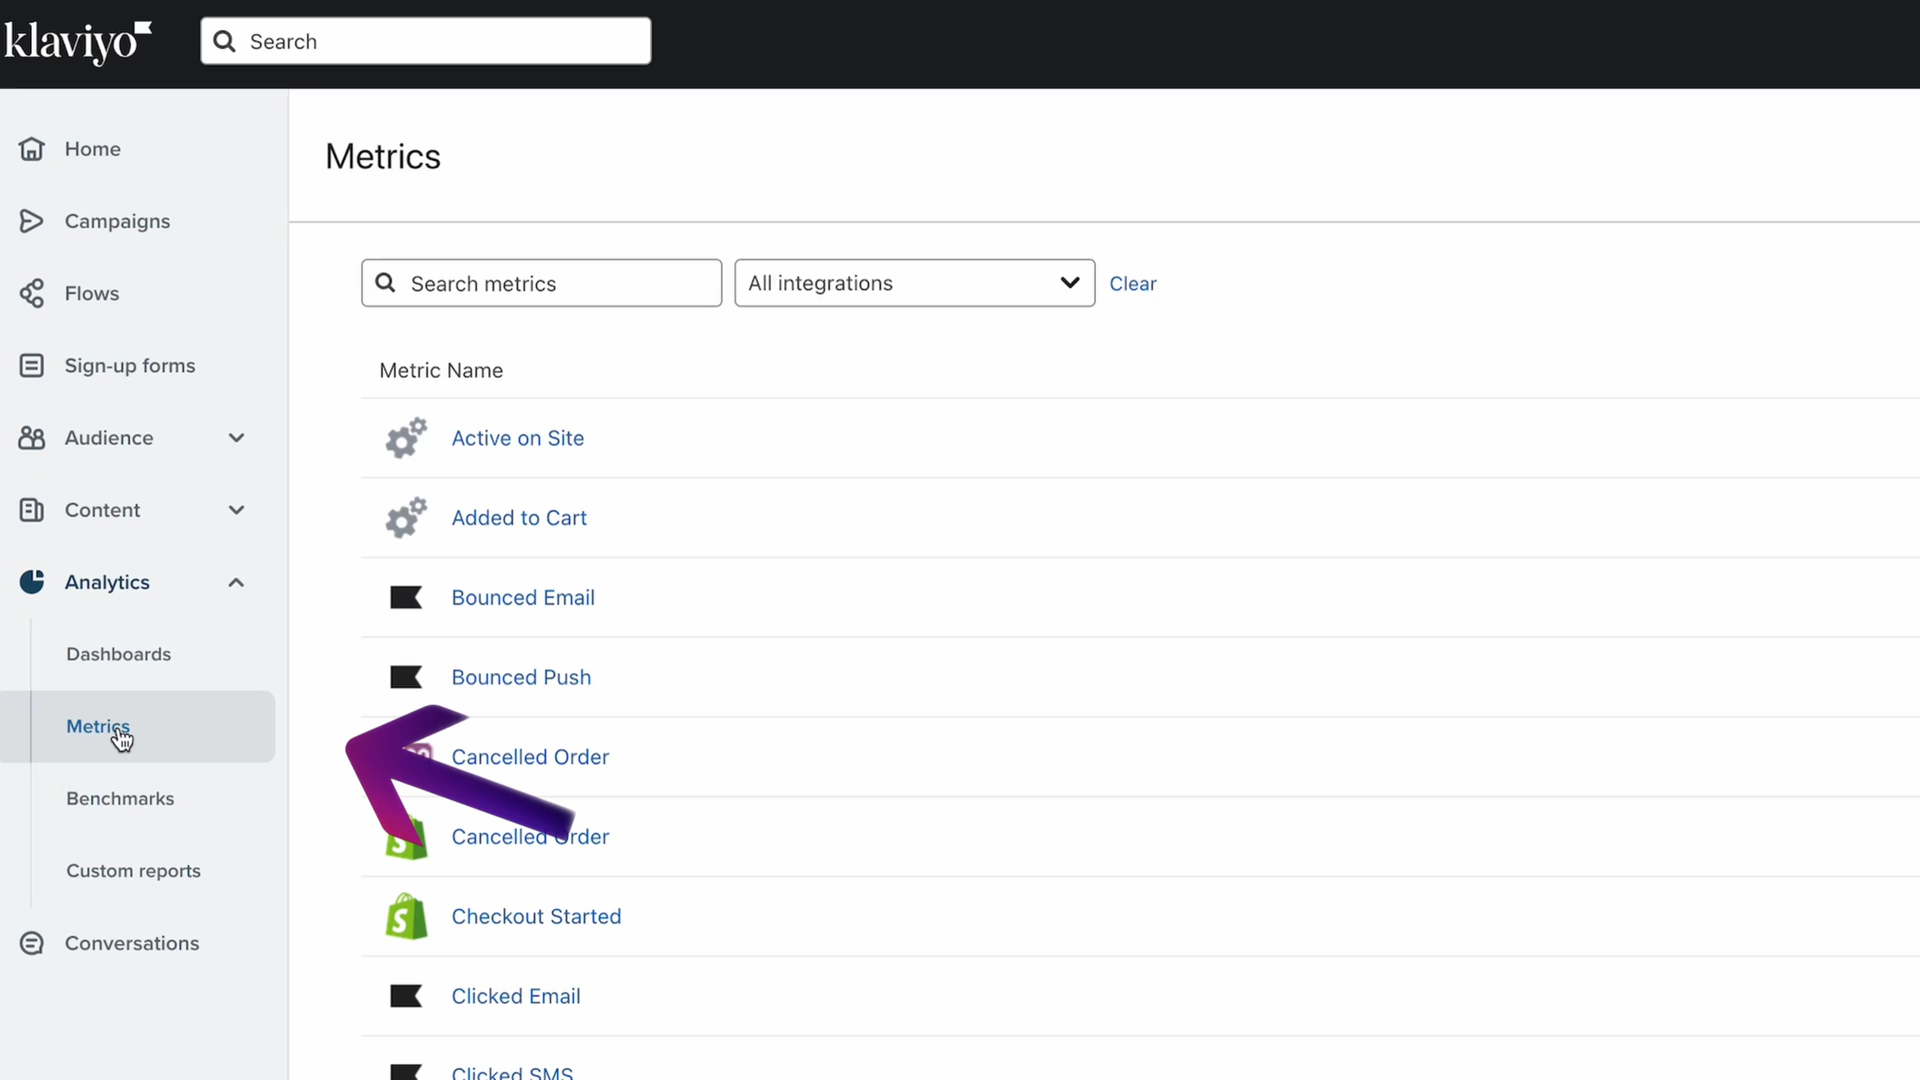 klaviyo
Search
Home
Campaigns
Flows
Sign-up forms
Audience
Content
Analytics
Dashboards
Metrics
Benchmarks
Custom reports
Conversations
Metrics
Search metrics
All integrations
Clear
Metric Name
Active on Site
Added to Cart
Bounced Email
Bounced Push
Cancelled Order
Cancelled Order
Checkout Started
Clicked Email
Clicked SMS